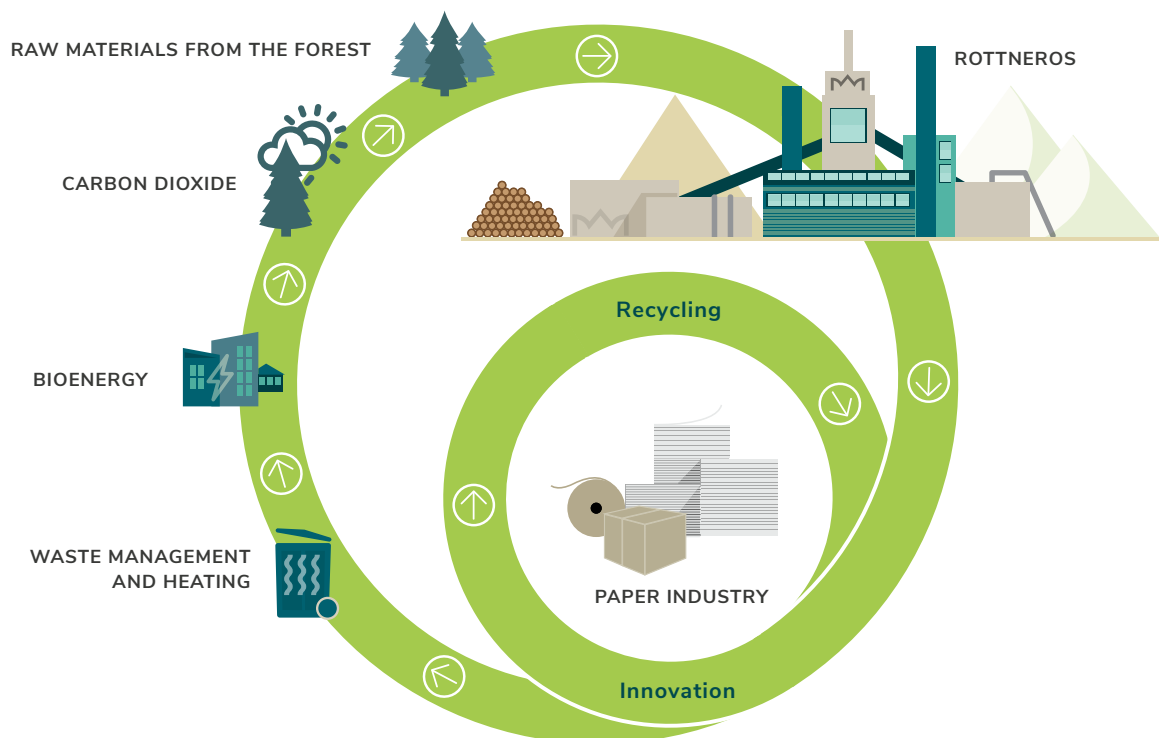 RAW MATERIALS FROM THE FOREST
ROTTNEROS
CARBON DIOXIDE
Recycling
BIOENERGY
WASTE MANAGEMENT
AND HEATING
PAPER INDUSTRY
Innovation